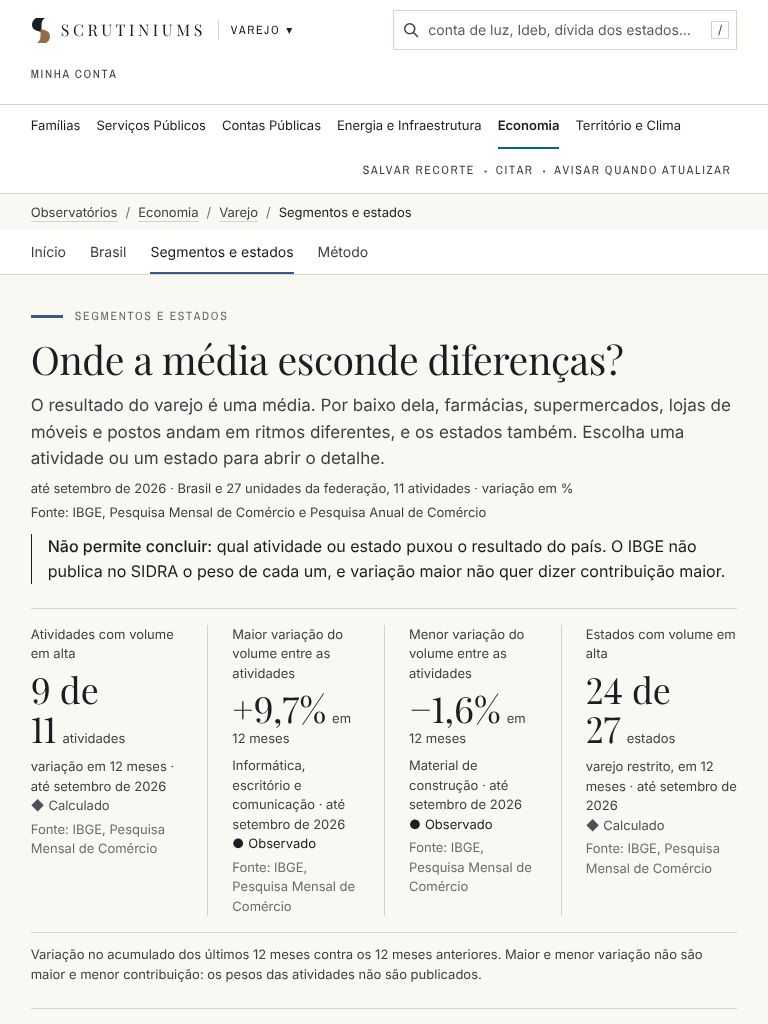 SCRUTINIUMS
VAREJO ▾
conta de luz, Ideb, dívida dos estados...
/
MINHA CONTA
Famílias Serviços Públicos Contas Públicas Energia e Infraestrutura Economia Território e Clima
SALVAR RECORTE · CITAR · AVISAR QUANDO ATUALIZAR
Observatórios / Economia / Varejo / Segmentos e estados
Início Brasil Segmentos e estados Método
SEGMENTOS E ESTADOS
Onde a média esconde diferenças?
O resultado do varejo é uma média. Por baixo dela, farmácias, supermercados, lojas de
móveis e postos andam em ritmos diferentes, e os estados também. Escolha uma
atividade ou um estado para abrir o detalhe.
até setembro de 2026 · Brasil e 27 unidades da federação, 11 atividades · variação em %
Fonte: IBGE, Pesquisa Mensal de Comércio e Pesquisa Anual de Comércio
Não permite concluir: qual atividade ou estado puxou o resultado do país. O IBGE não
publica no SIDRA o peso de cada um, e variação maior não quer dizer contribuição maior.
Atividades com volume
em alta
9 de
11 atividades
variação em 12 meses ·
até setembro de 2026
◆ Calculado
Fonte: IBGE, Pesquisa
Mensal de Comércio
Maior variação do
volume entre as
atividades
+9,7% em
12 meses
Informática,
escritório e
comunicação · até
setembro de 2026
● Observado
Fonte: IBGE,
Pesquisa Mensal de
Comércio
Menor variação do
volume entre as
atividades
−1,6% em
12 meses
Material de
construção · até
setembro de 2026
● Observado
Fonte: IBGE,
Pesquisa Mensal de
Comércio
Estados com volume em
alta
24 de
27 estados
varejo restrito, em 12
meses · até setembro de
2026
◆ Calculado
Fonte: IBGE, Pesquisa
Mensal de Comércio
Variação no acumulado dos últimos 12 meses contra os 12 meses anteriores. Maior e menor variação não são
maior e menor contribuição: os pesos das atividades não são publicados.